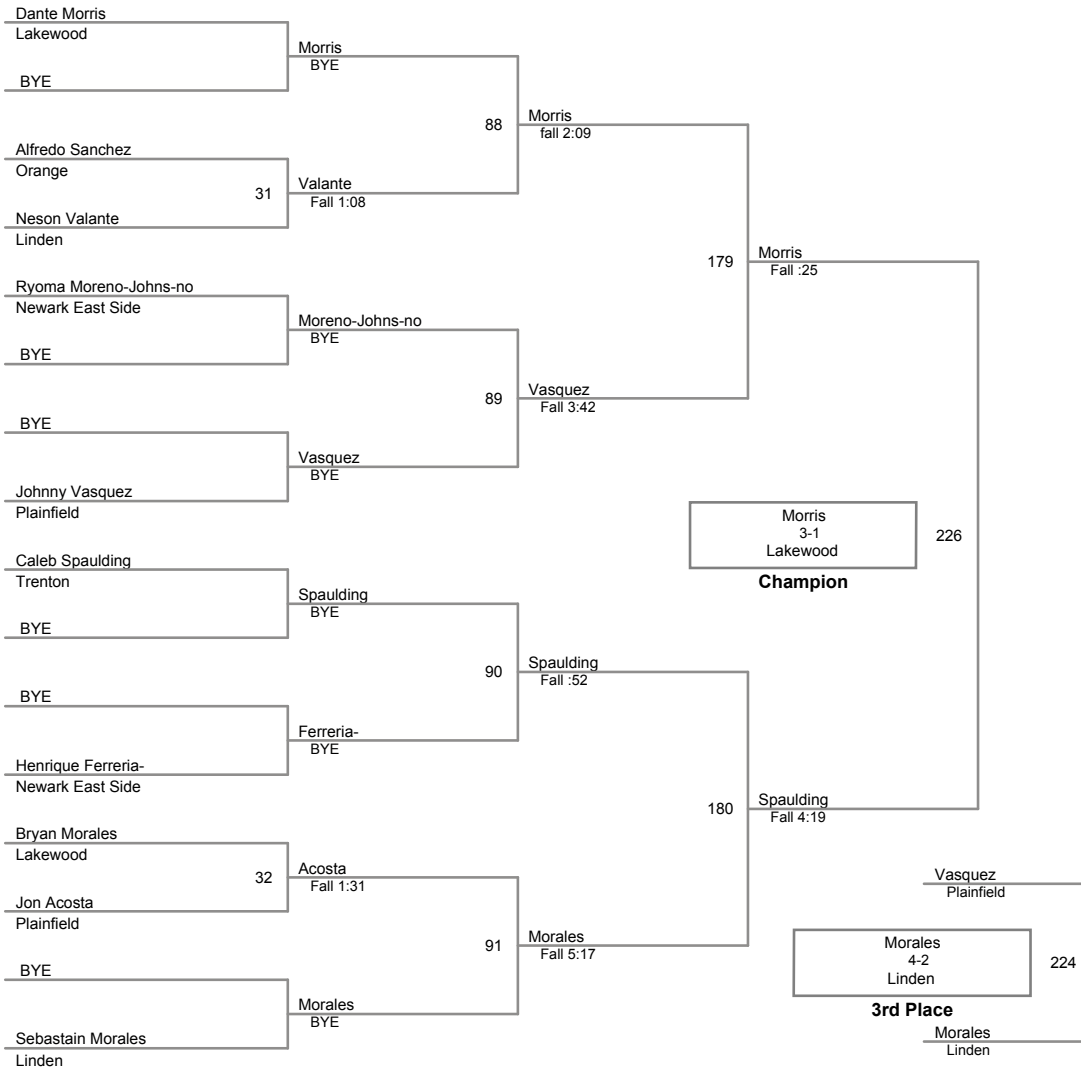 Dante Morris
Lakewood
Morris
BYE
BYE
88
Morris
fall 2:09
Alfredo Sanchez
Orange
31
Valante
Fall 1:08
Neson Valante
Linden
179
Morris
Fall :25
Ryoma Moreno-Johns-no
Newark East Side
Moreno-Johns-no
BYE
BYE
89
Vasquez
Fall 3:42
BYE
Vasquez
BYE
Johnny Vasquez
Plainfield
Morris
3-1
Lakewood
226
Champion
Caleb Spaulding
Trenton
Spaulding
BYE
BYE
90
Spaulding
Fall :52
BYE
Ferreria-
BYE
Henrique Ferreria-
Newark East Side
180
Spaulding
Fall 4:19
Bryan Morales
Lakewood
32
Acosta
Fall 1:31
Jon Acosta
Plainfield
91
Morales
Fall 5:17
BYE
Morales
BYE
Sebastain Morales
Linden
Vasquez
Plainfield
Morales
4-2
Linden
224
3rd Place
Morales
Linden